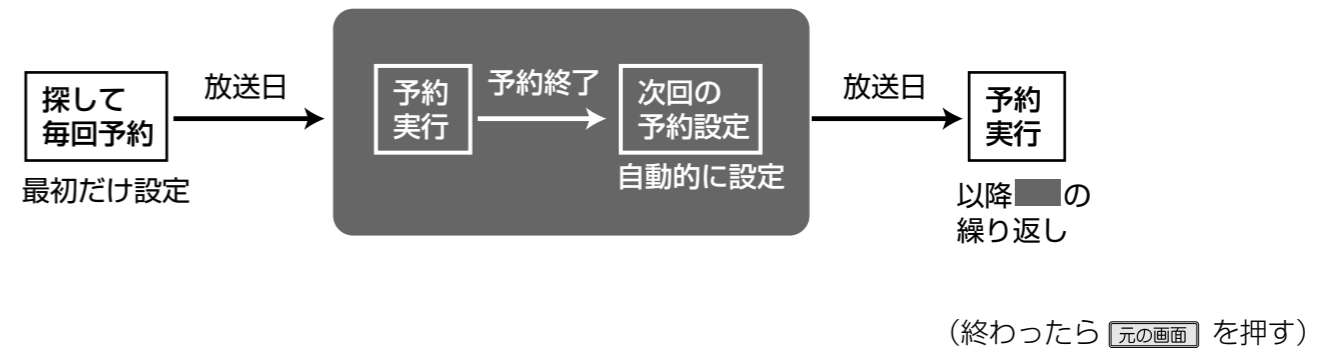 探して
毎回予約
最初だけ設定
放送日
予約
実行
予約終了
次回の
予約設定
自動的に設定
放送日
予約
実行
以降 の
繰り返し
(終わったら 元の画面 を押す)